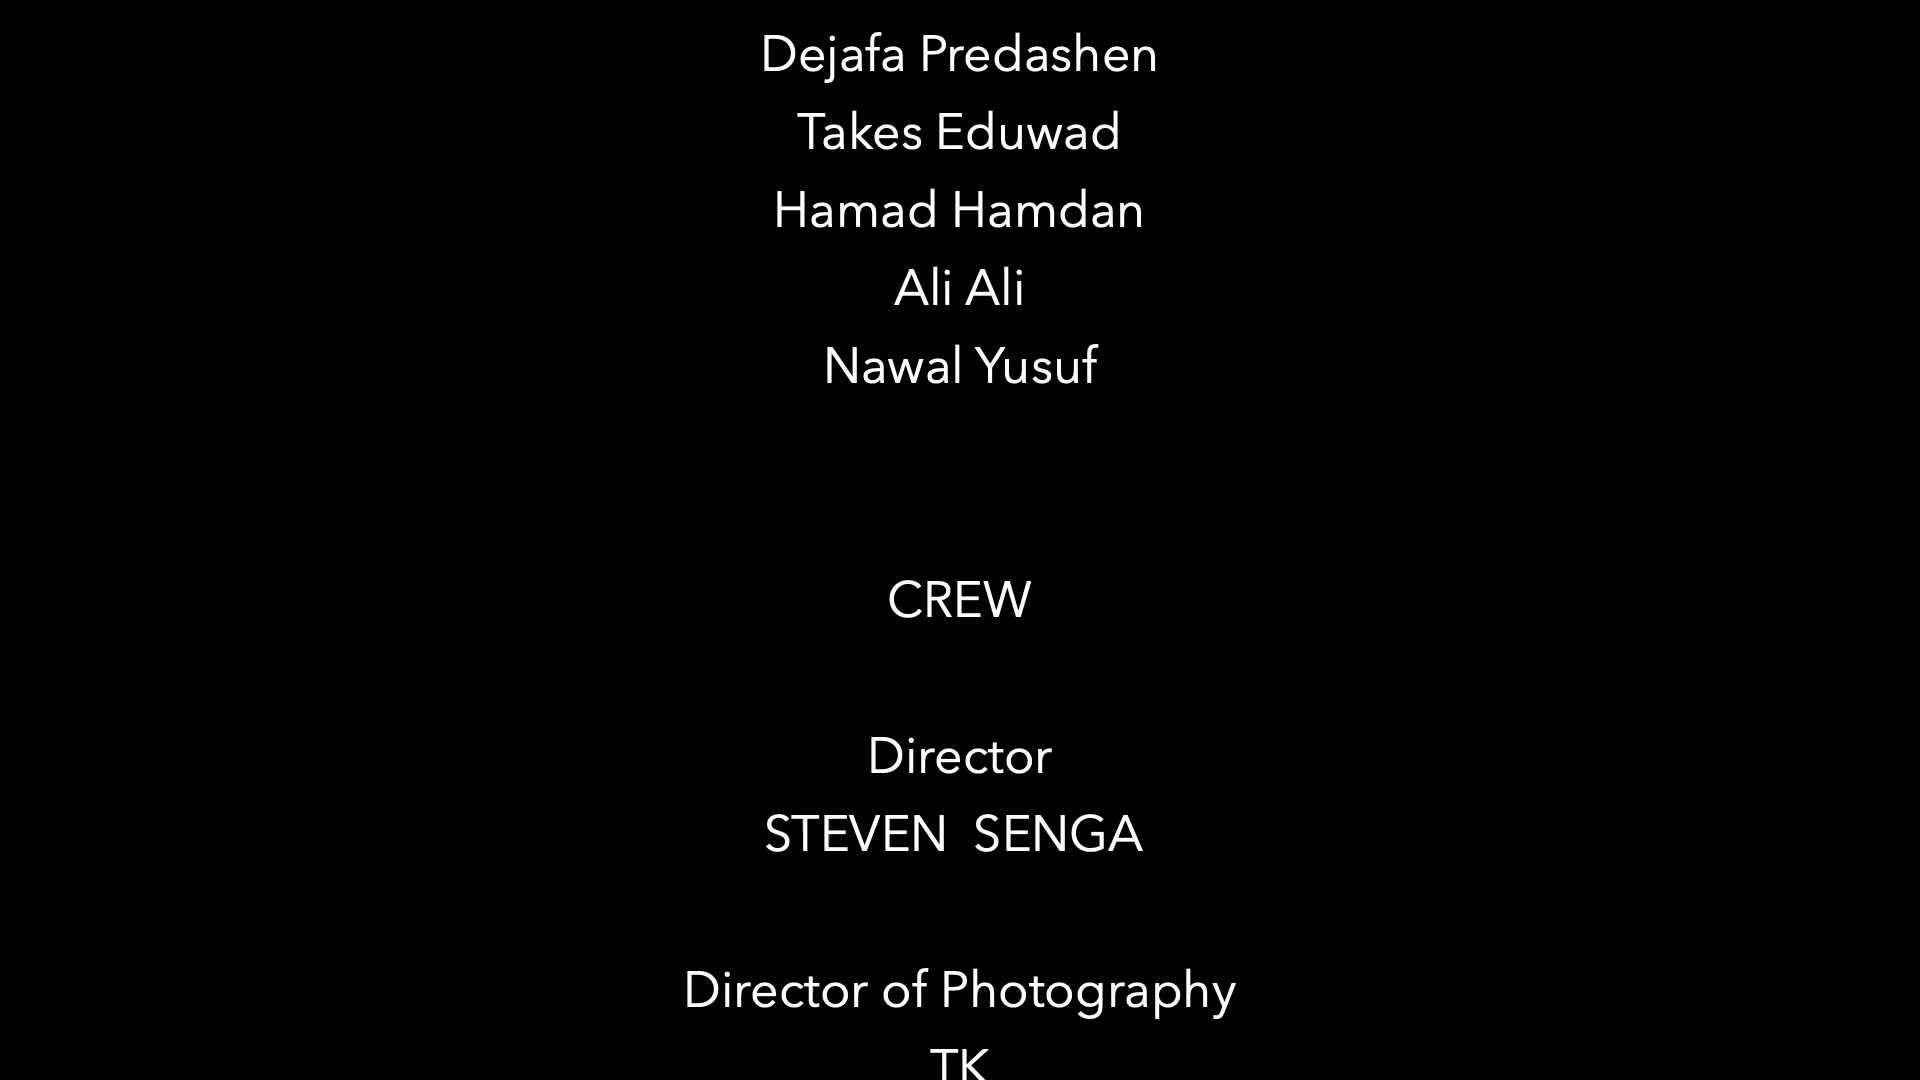 Dejafa Predashen
Takes Eduwad
Hamad Hamdan
Ali Ali
Nawal Yusuf
CREW
Director
STEVEN  SENGA
Director of Photography
TK